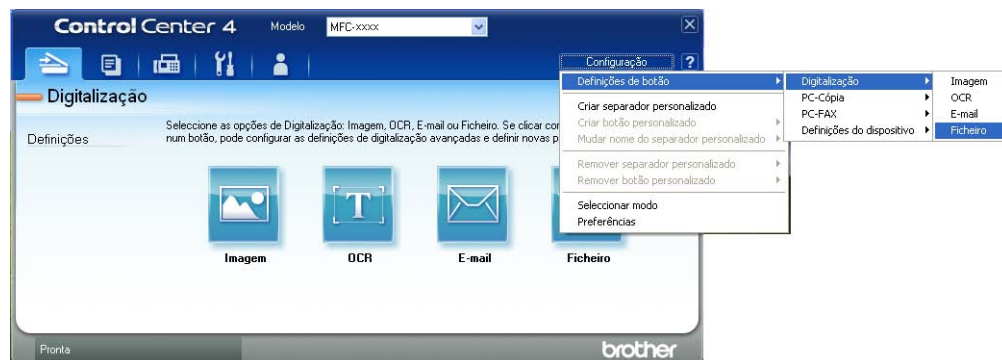 Control Center 4
Modelo
MFC-xxxx
Configuração
?
Digitalização
Definições
Seleccione as opções de Digitalização: Imagem, OCR, E-mail ou Ficheiro. Se clicar
num botão, pode configurar as definições de digitalização avançadas e definir novas
Imagem
OCR
E-mail
Ficheiro
Definições de botão
Criar separador personalizado
Criar botão personalizado
Mudar nome do separador personalizado
Remover separador personalizado
Remover botão personalizado
Seleccionar modo
Preferências
Digitalização
PC-Cópia
PC-FAX
Definições do dispositivo
Imagem
OCR
E-mail
Ficheiro
Pronta
brother